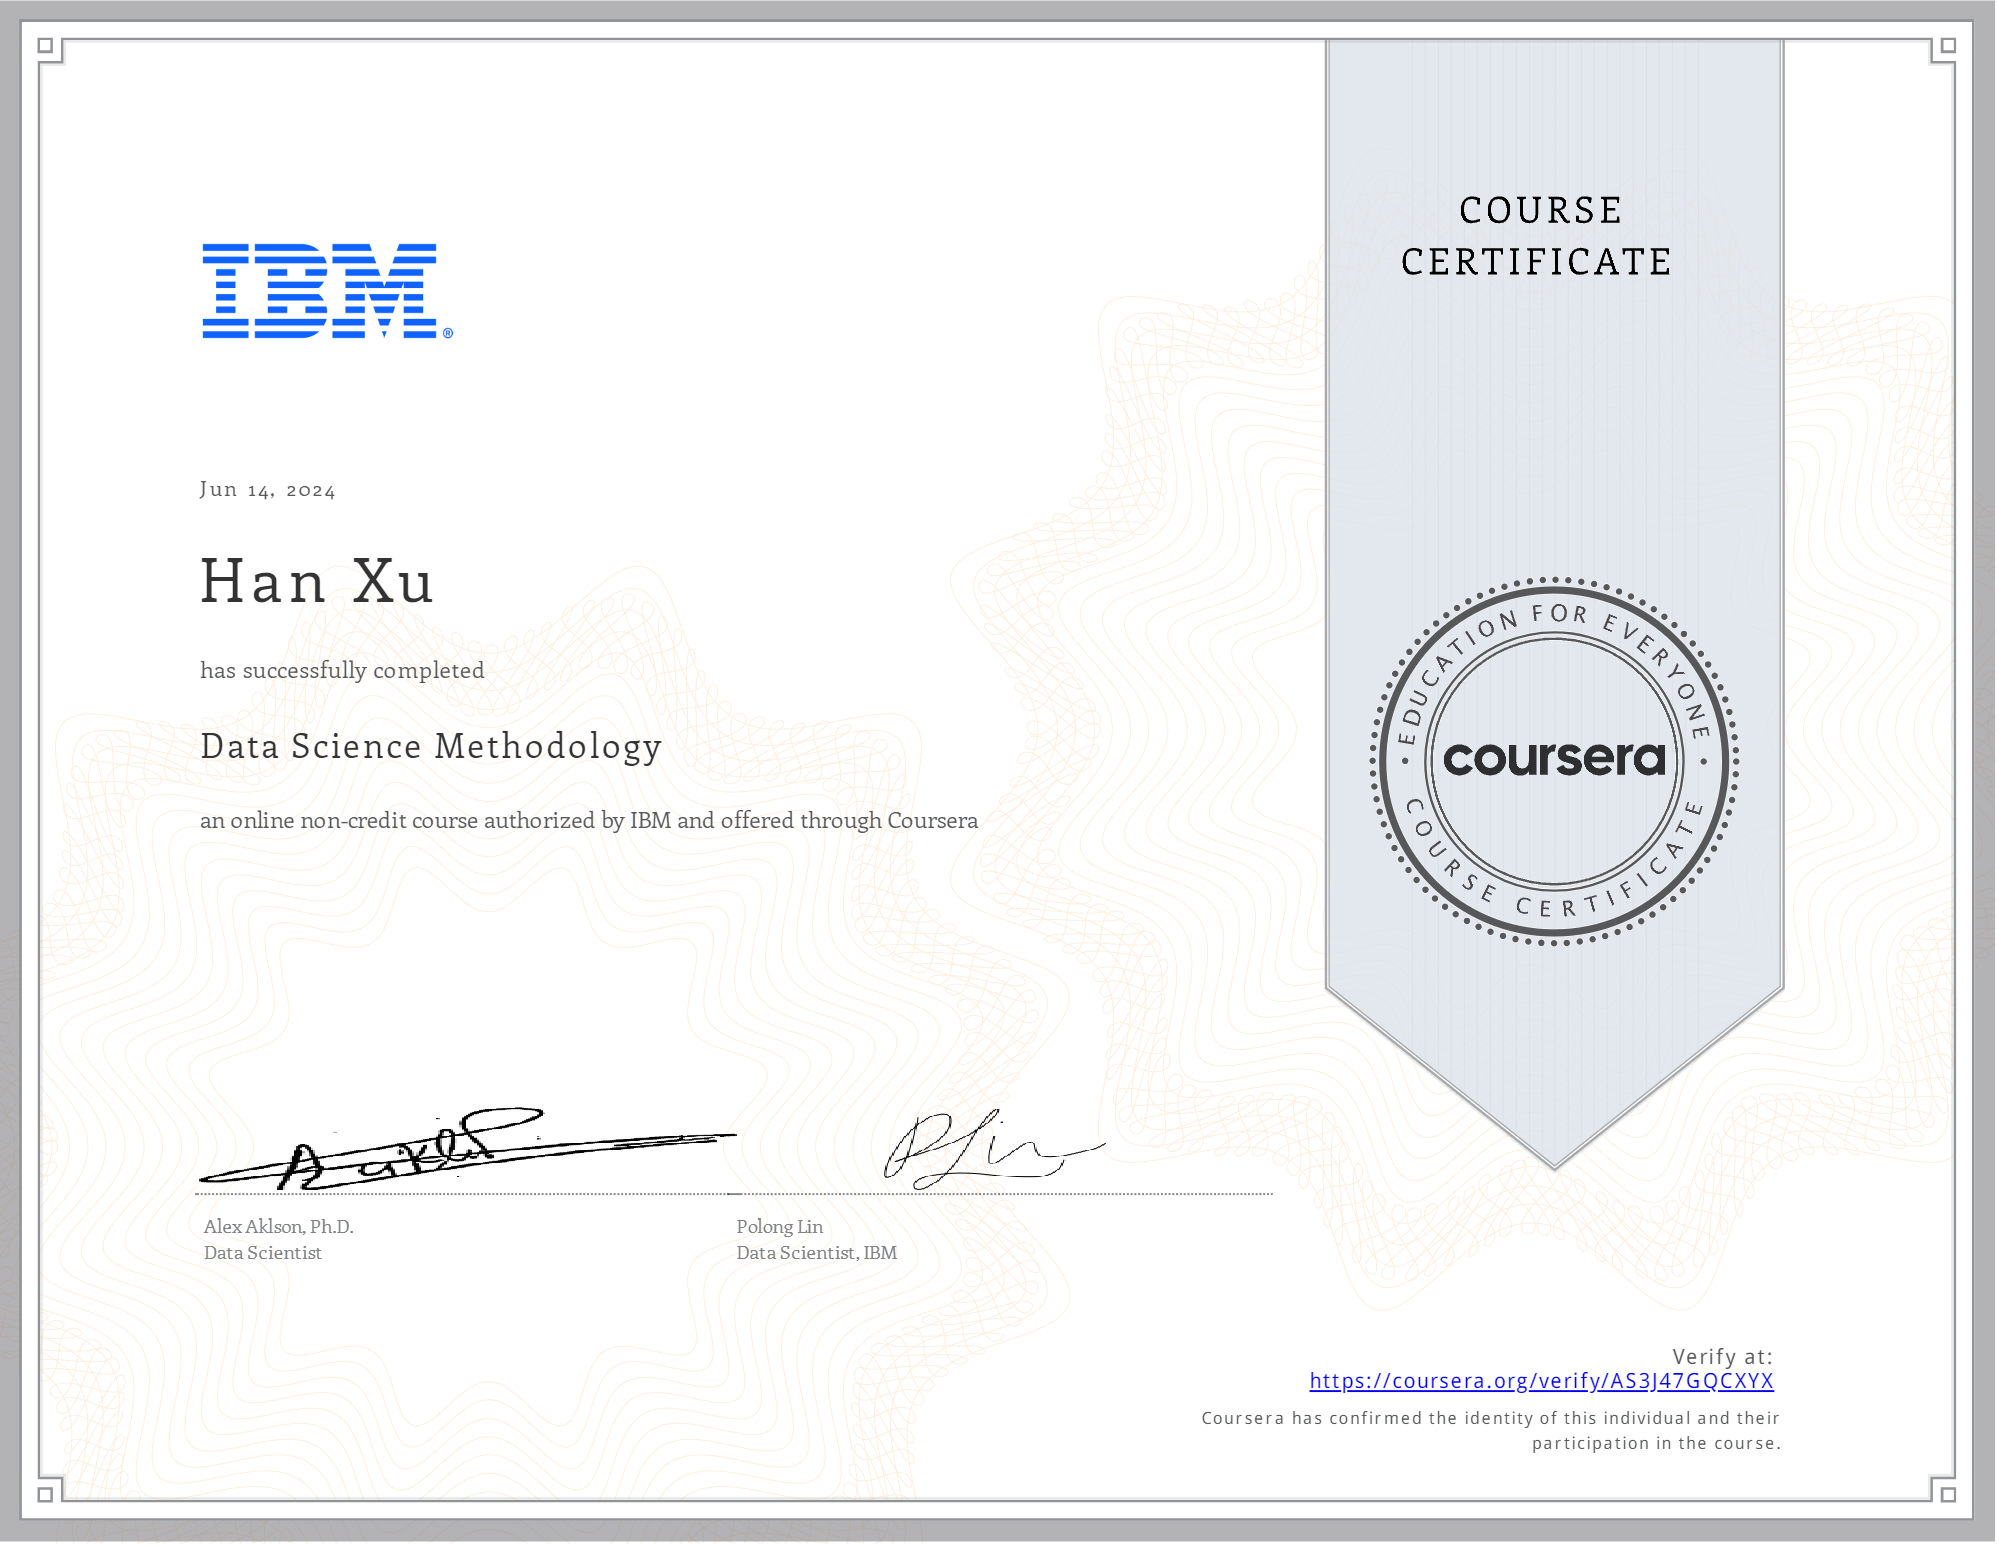 IBM®
COURSE
CERTIFICATE
Jun 14, 2024
Han Xu
has successfully completed
Data Science Methodology
an online non-credit course authorized by IBM and offered through Coursera
EDUCATION FOR EVERYONE
coursera
COURSE CERTIFICATE
Alex Aklson, Ph.D.
Data Scientist
Polong Lin
Data Scientist, IBM
Verify at:
https://coursera.org/verify/AS3J47GQCXYX
Coursera has confirmed the identity of this individual and their
participation in the course.